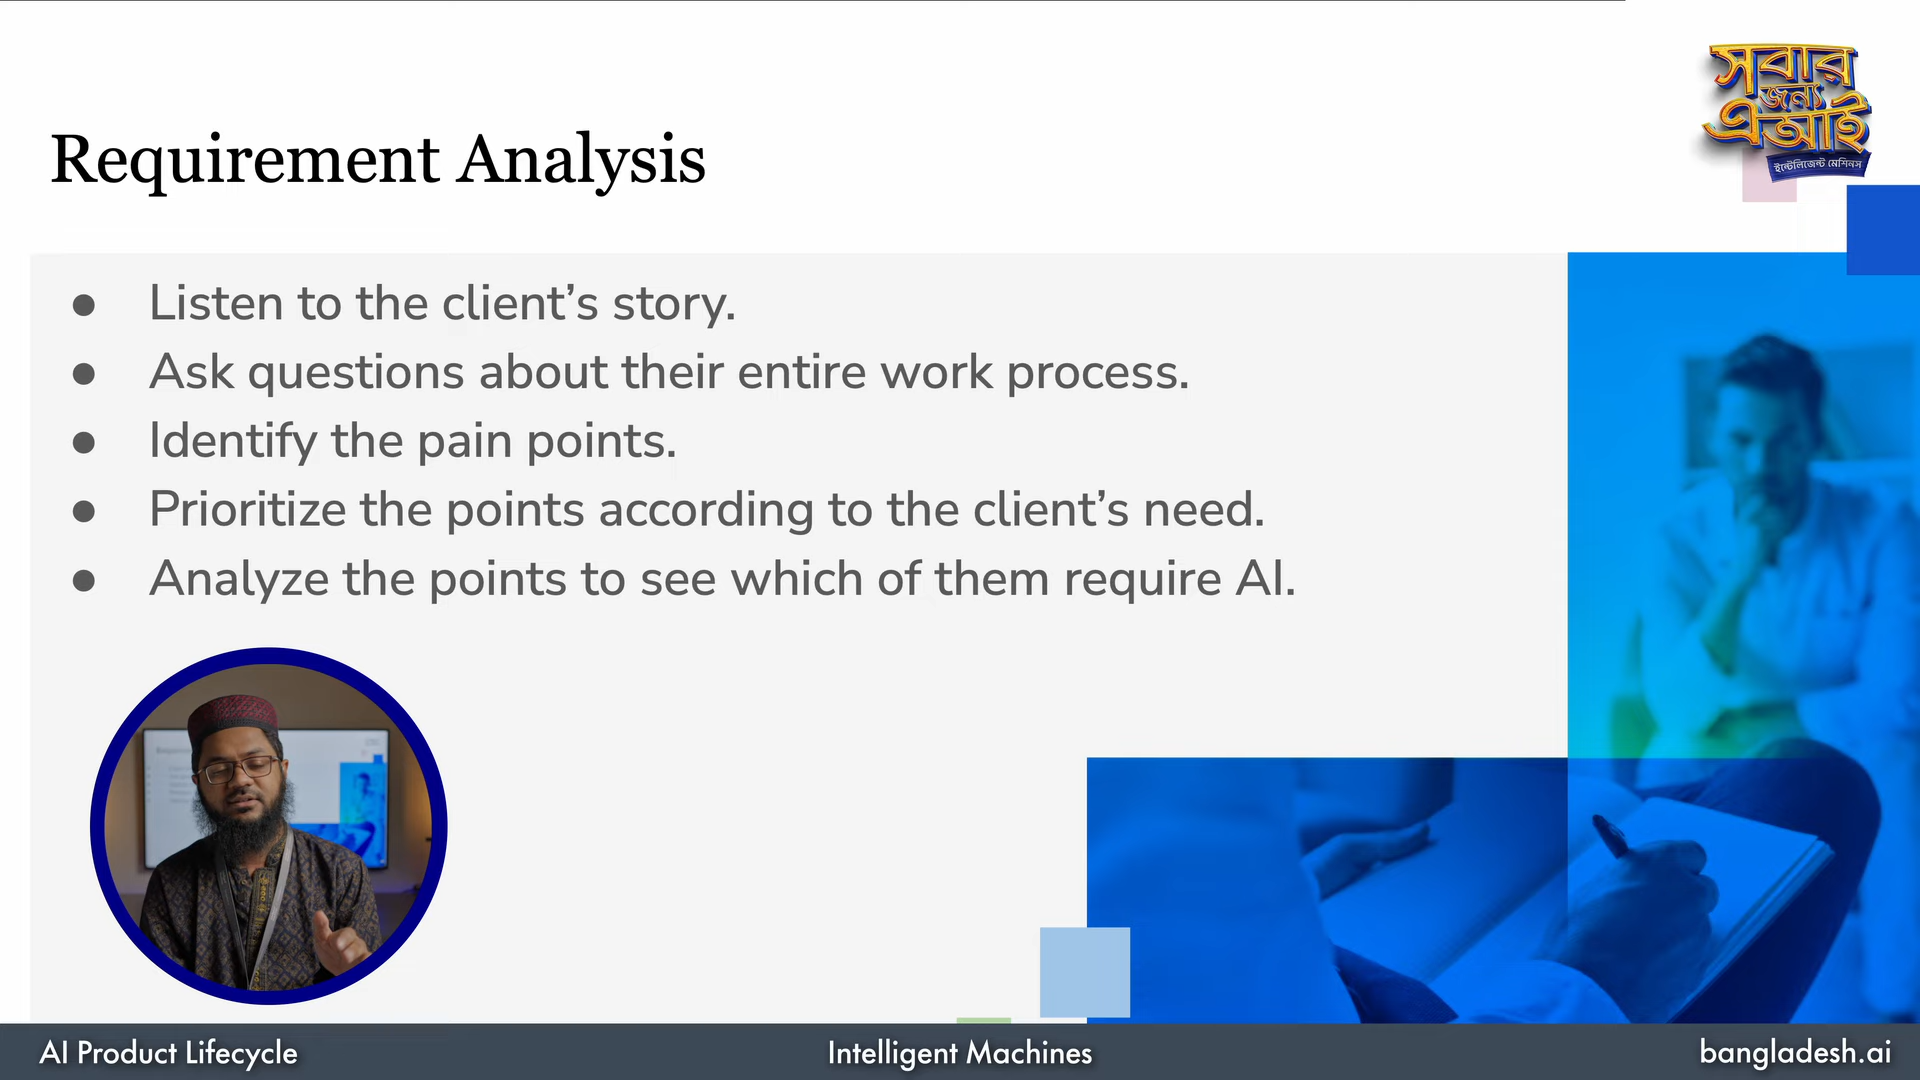 সবার
জন্য
এআই
ইন্টেলিজেন্ট মেশিনস
Requirement Analysis
● Listen to the client’s story.
● Ask questions about their entire work process.
● Identify the pain points.
● Prioritize the points according to the client’s need.
● Analyze the points to see which of them require AI.
AI Product Lifecycle
Intelligent Machines
bangladesh.ai